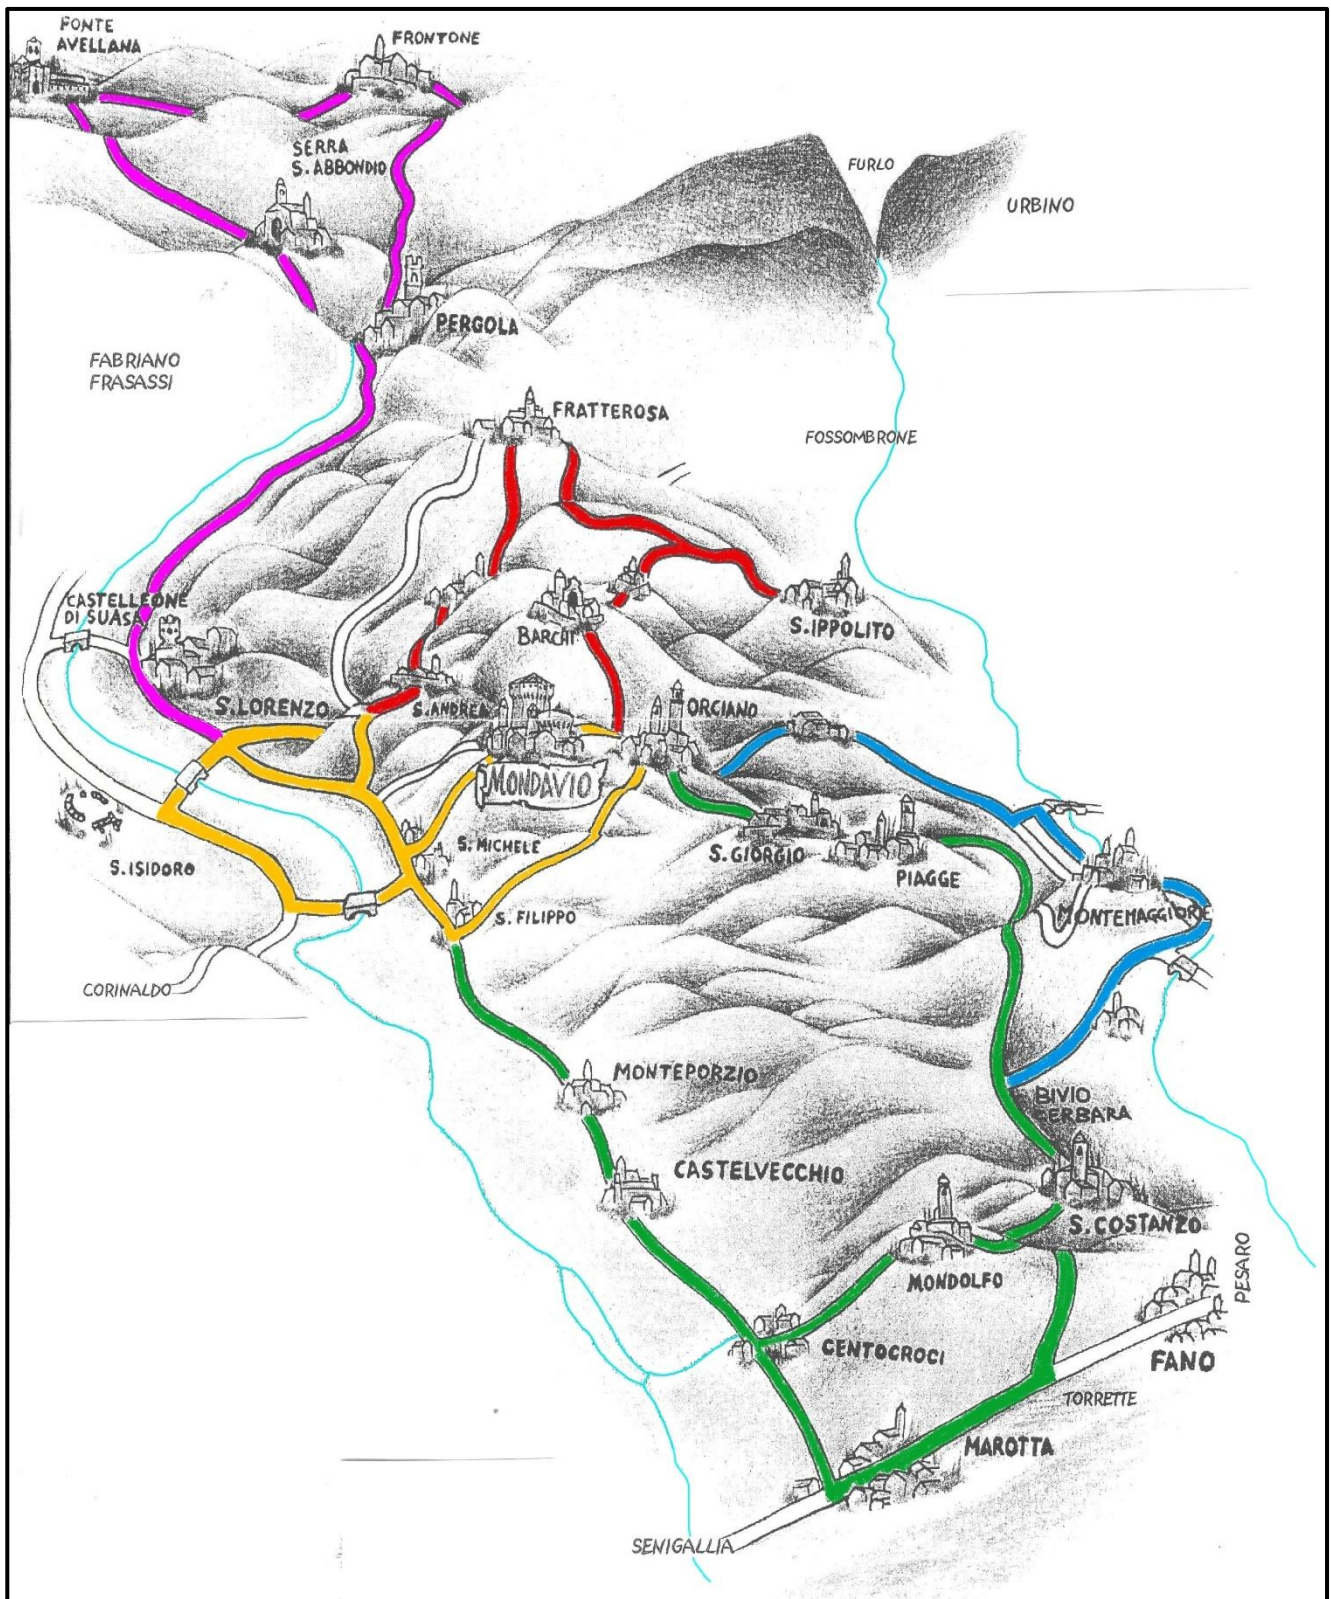 FONTE
AVELLANA
FRONTONE
SERRA
S. ABBONDIO
FURLO
URBINO
PERGOLA
FABRIANO
FRASASSI
FRATTEROSA
FOSSOMBRONE
CASTELLEONE
DI SUASA
BARCHI
S. IPPOLITO
S. LORENZO
S. ANDREA
ORCIANO
MONDAVIO
S. MICHELE
S. GIORGIO
PIAGGE
S. ISIDORO
S. FILIPPO
MONTEMAGGIORE
CORINALDO
MONTEPORZIO
BIVIO
CERBARA
CASTELVECCHIO
S. COSTANZO
MONDOLFO
PESARO
CENTOCROCI
FANO
TORRETTE
MAROTTA
SENIGALLIA